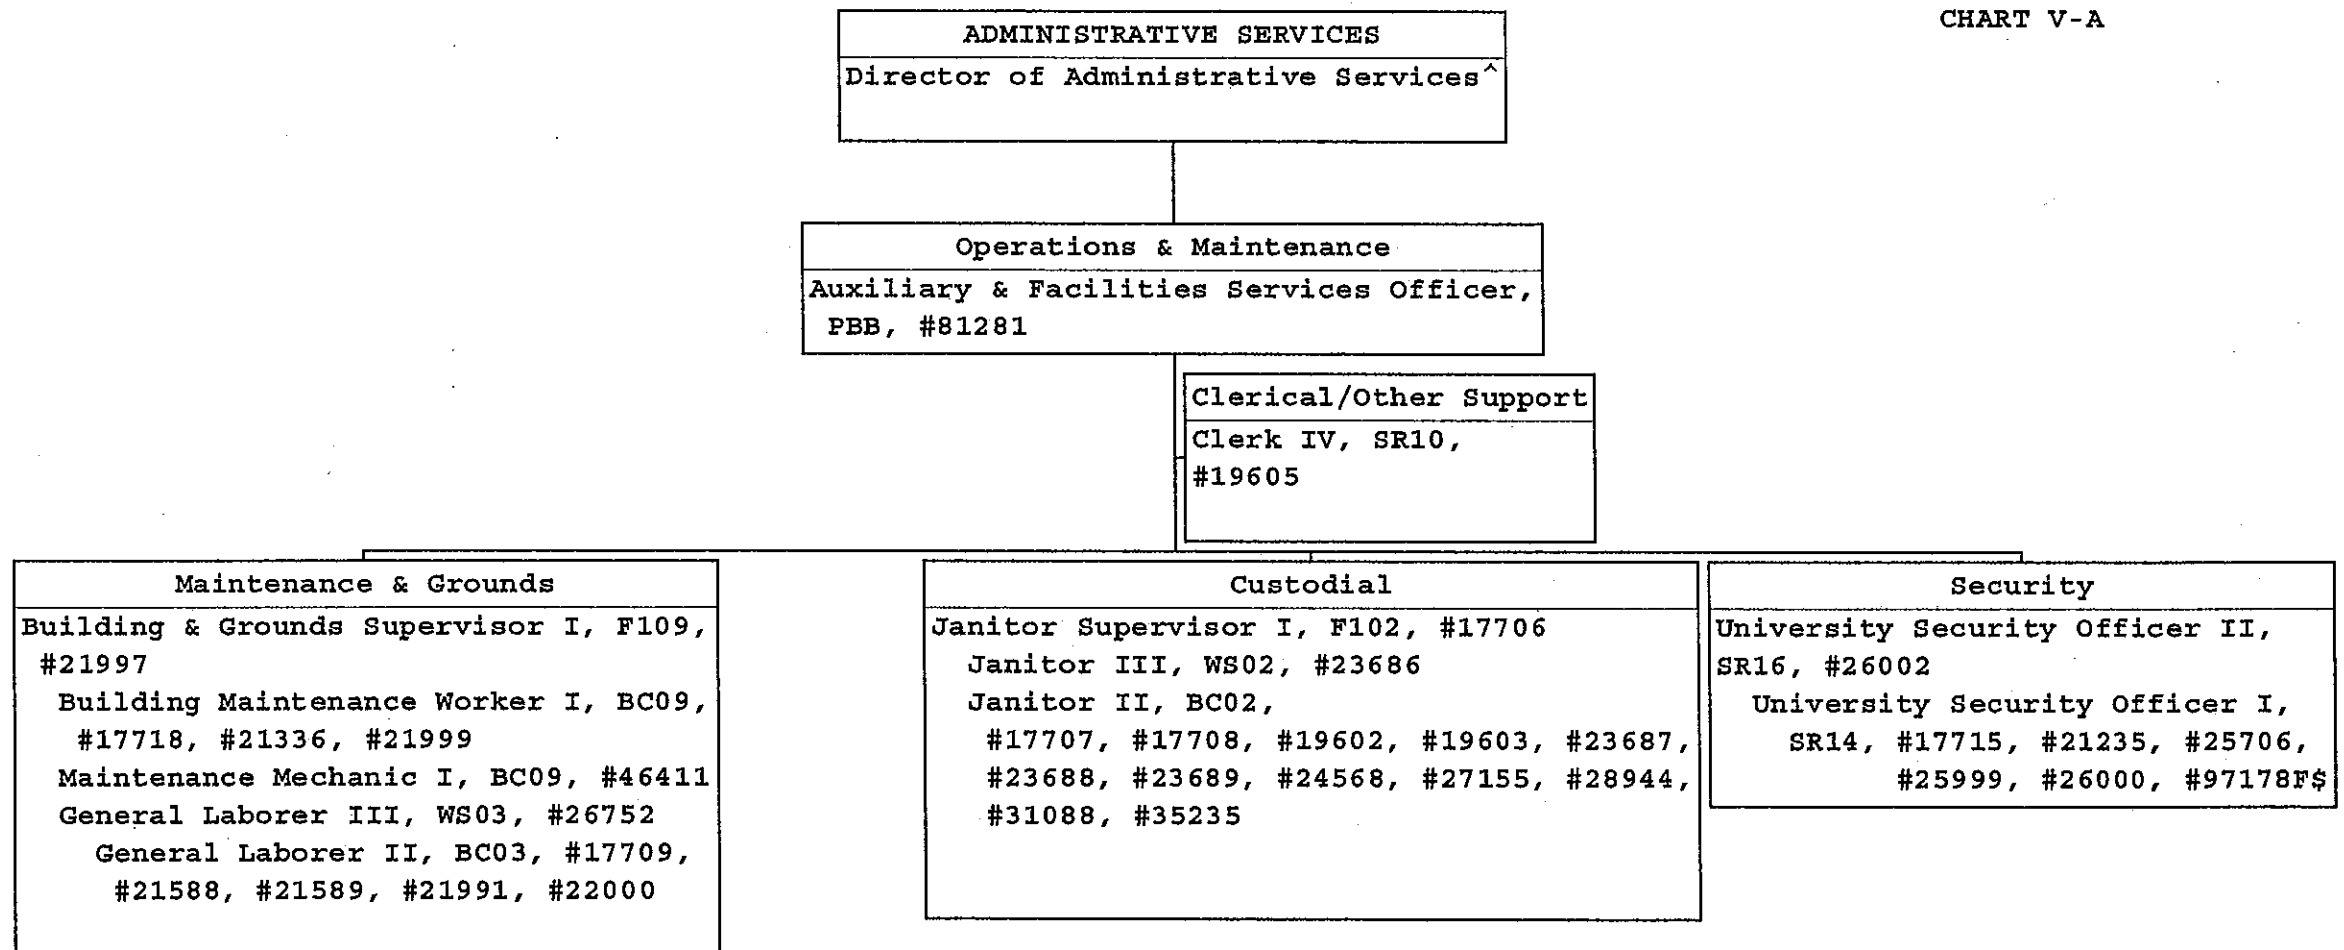 CHART V-A
ADMINISTRATIVE SERVICES
Director of Administrative Services^
Operations & Maintenance
Auxiliary & Facilities Services Officer,
PBB, #81281
Clerical/Other Support
Clerk IV, SR10,
#19605
Maintenance & Grounds
Building & Grounds Supervisor I, F109,
#21997
Building Maintenance Worker I, BC09,
#17718, #21336, #21999
Maintenance Mechanic I, BC09, #46411
General Laborer III, WS03, #26752
General Laborer II, BC03, #17709,
#21588, #21589, #21991, #22000
Custodial
Janitor Supervisor I, F102, #17706
Janitor III, WS02, #23686
Janitor II, BC02,
#17707, #17708, #19602, #19603, #23687,
#23688, #23689, #24568, #27155, #28944,
#31088, #35235
Security
University Security Officer II,
SR16, #26002
University Security Officer I,
SR14, #17715, #21235, #25706,
#25999, #26000, #97178F$